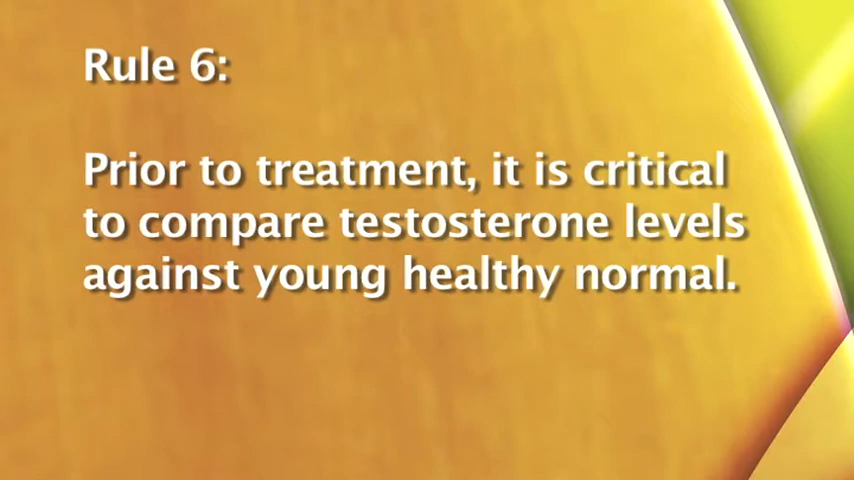 Rule 6:
Prior to treatment, it is critical
to compare testosterone levels
against young healthy normal.